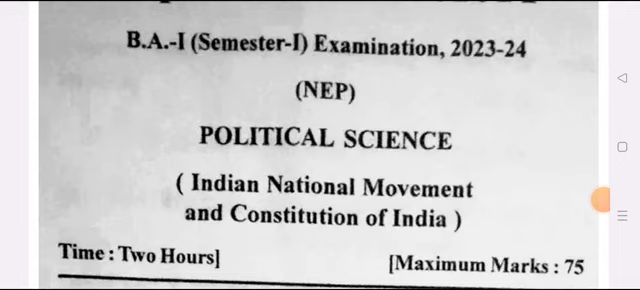 B.A.-I (Semester-I) Examination, 2023-24
(NEP)
POLITICAL SCIENCE
( Indian National Movement
and Constitution of India )
Time : Two Hours]
[Maximum Marks : 75